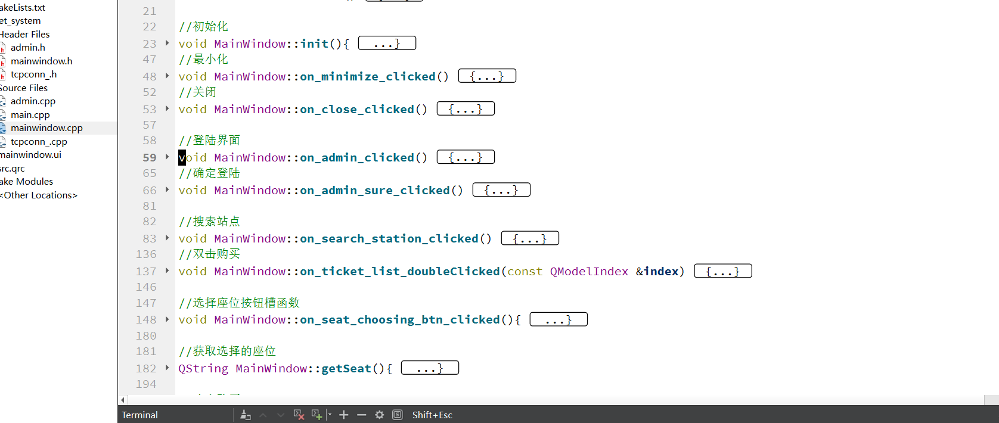 akeLists.txt
et_system
Header Files
admin.h
mainwindow.h
tcpconn_.h
Source Files
admin.cpp
main.cpp
mainwindow.cpp
tcpconn_.cpp
mainwindow.ui
src.qrc
ake Modules
<Other Locations>
21
22 //初始化
23 void MainWindow::init(){ ...}
47 //最小化
48 void MainWindow::on_minimize_clicked() {...}
52 //关闭
53 void MainWindow::on_close_clicked() {...}
57
58 //登陆界面
59 void MainWindow::on_admin_clicked() {...}
65 //确定登陆
66 void MainWindow::on_admin_sure_clicked() {...}
81
82 //搜索站点
83 void MainWindow::on_search_station_clicked() {...}
136 //双击购买
137 void MainWindow::on_ticket_list_doubleClicked(const QModelIndex &index) {...}
146
147 //选择座位按钮槽函数
148 void MainWindow::on_seat_choosing_btn_clicked(){ ...}
180
181 //获取选择的座位
182 QString MainWindow::getSeat(){ ...}
194
Terminal Shift+Esc